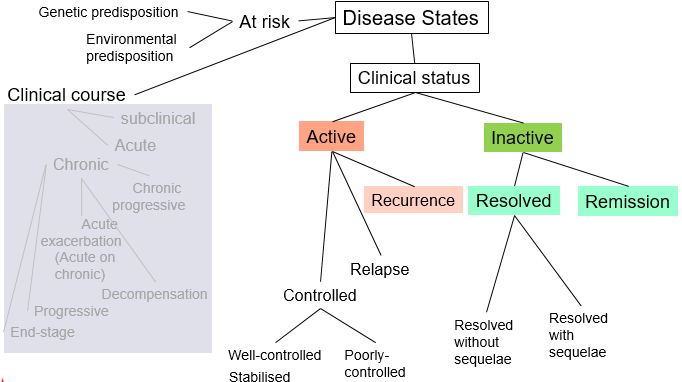 Genetic predisposition
At risk
Disease States
Environmental
predisposition
Clinical status
Clinical course
subclinical
Acute
Chronic
Chronic
progressive
Acute
exacerbation
(Acute on
chronic)
Decompensation
Progressive
End-stage
Active
Inactive
Recurrence
Resolved
Remission
Relapse
Controlled
Well-controlled
Stabilised
Poorly-
controlled
Resolved
without
sequelae
Resolved
with
sequelae